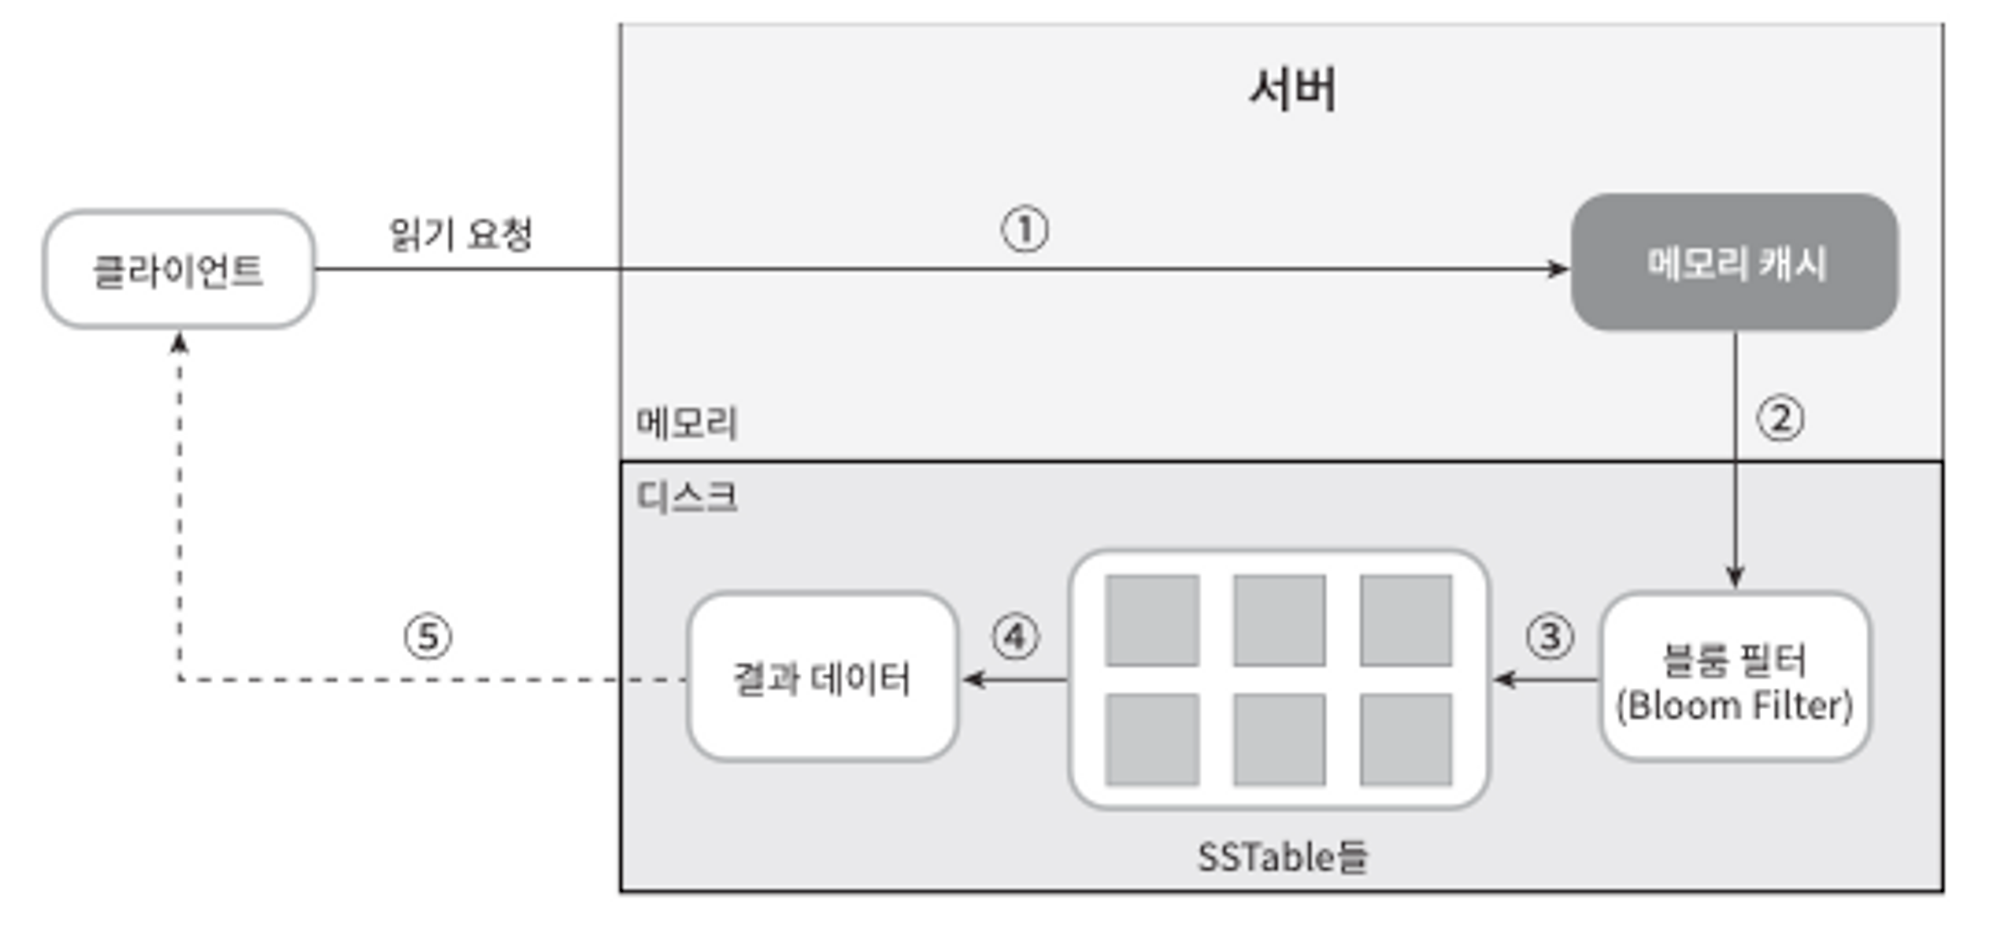 서버
클라이언트
읽기 요청
①
메모리 캐시
메모리
②
디스크
결과 데이터
④
③
블룸 필터
(Bloom Filter)
⑤
SSTable들